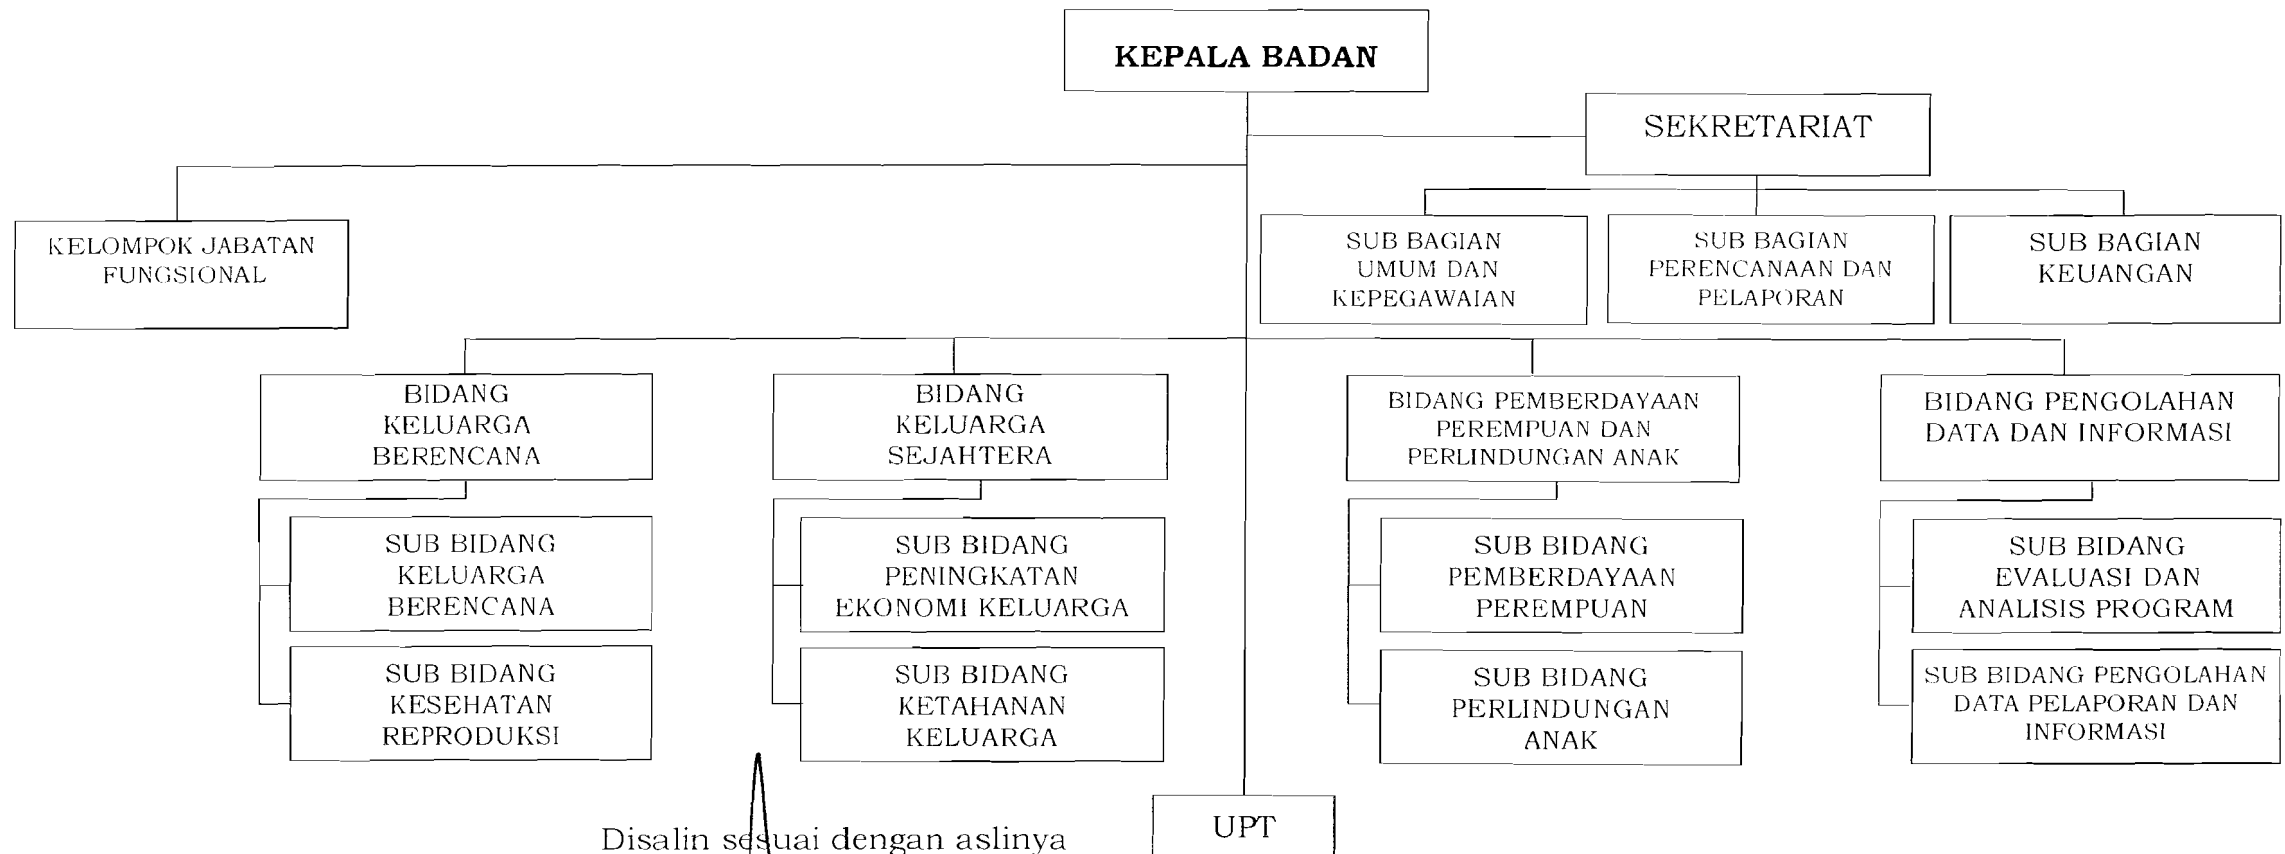 KEPALA BADAN
SEKRETARIAT
KELOMPOK JABATAN
FUNGSIONAL
SUB BAGIAN
UMUM DAN
KEPEGAWAIAN
SUB BAGIAN
PERENCANAAN DAN
PELAPORAN
SUB BAGIAN
KEUANGAN
BIDANG
KELUARGA
BERENCANA
BIDANG
KELUARGA
SEJAHTERA
BIDANG PEMBERDAYAAN
PEREMPUAN DAN
PERLINDUNGAN ANAK
BIDANG PENGOLAHAN
DATA DAN INFORMASI
SUB BIDANG
KELUARGA
BERENCANA
SUB BIDANG
PENINGKATAN
EKONOMI KELUARGA
SUB BIDANG
PEMBERDAYAAN
PEREMPUAN
SUB BIDANG
EVALUASI DAN
ANALISIS PROGRAM
SUB BIDANG
KESEHATAN
REPRODUKSI
SUB BIDANG
KETAHANAN
KELUARGA
SUB BIDANG
PERLINDUNGAN
ANAK
SUB BIDANG PENGOLAHAN
DATA PELAPORAN DAN
INFORMASI
UPT
Disalin sesuai dengan aslinya